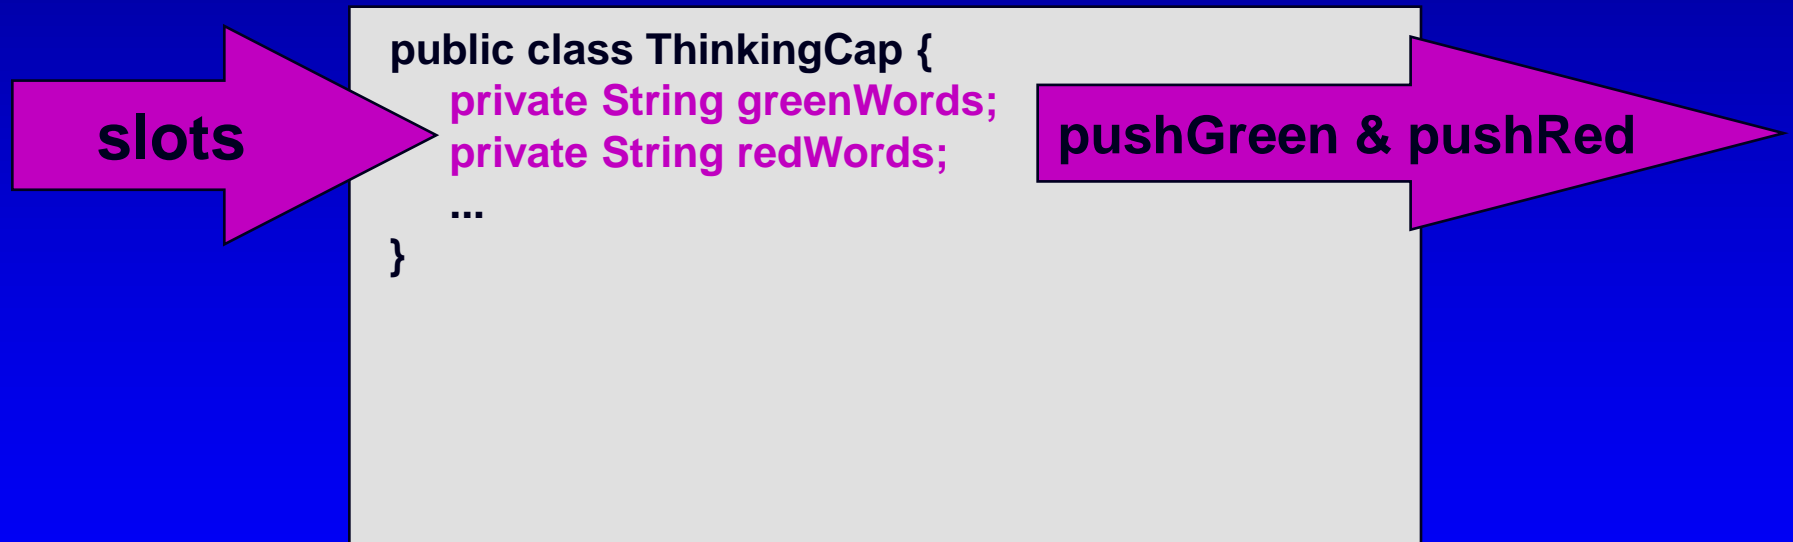 public class ThinkingCap {
private String greenWords;
private String redWords;
...
}
slots
pushGreen & pushRed